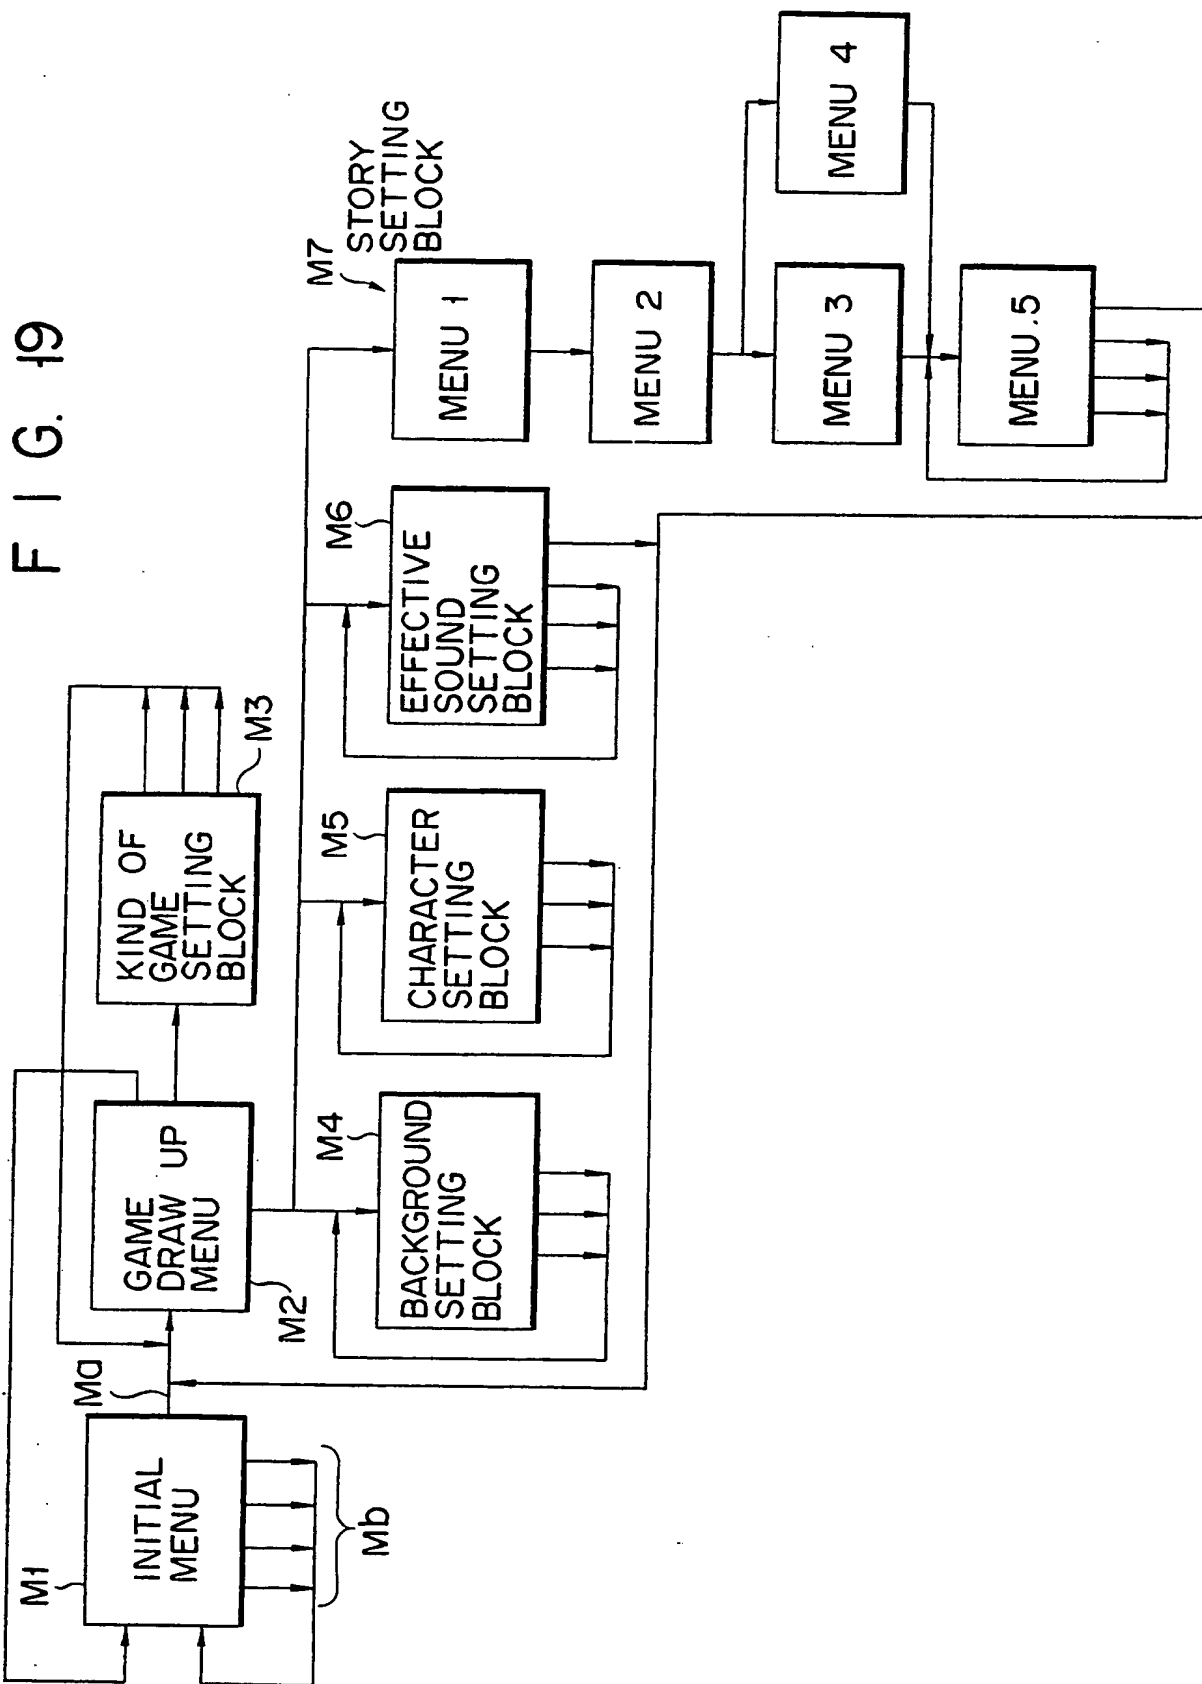 F I G. 19
M1
INITIAL
MENU
Mb
Ma
GAME
DRAW UP
MENU
M2
KIND OF
GAME
SETTING
BLOCK
M3
M4
BACKGROUND
SETTING
BLOCK
M5
CHARACTER
SETTING
BLOCK
M6
EFFECTIVE
SOUND
SETTING
BLOCK
M7
STORY
SETTING
BLOCK
MENU 1
MENU 2
MENU 3
MENU 4
MENU.5